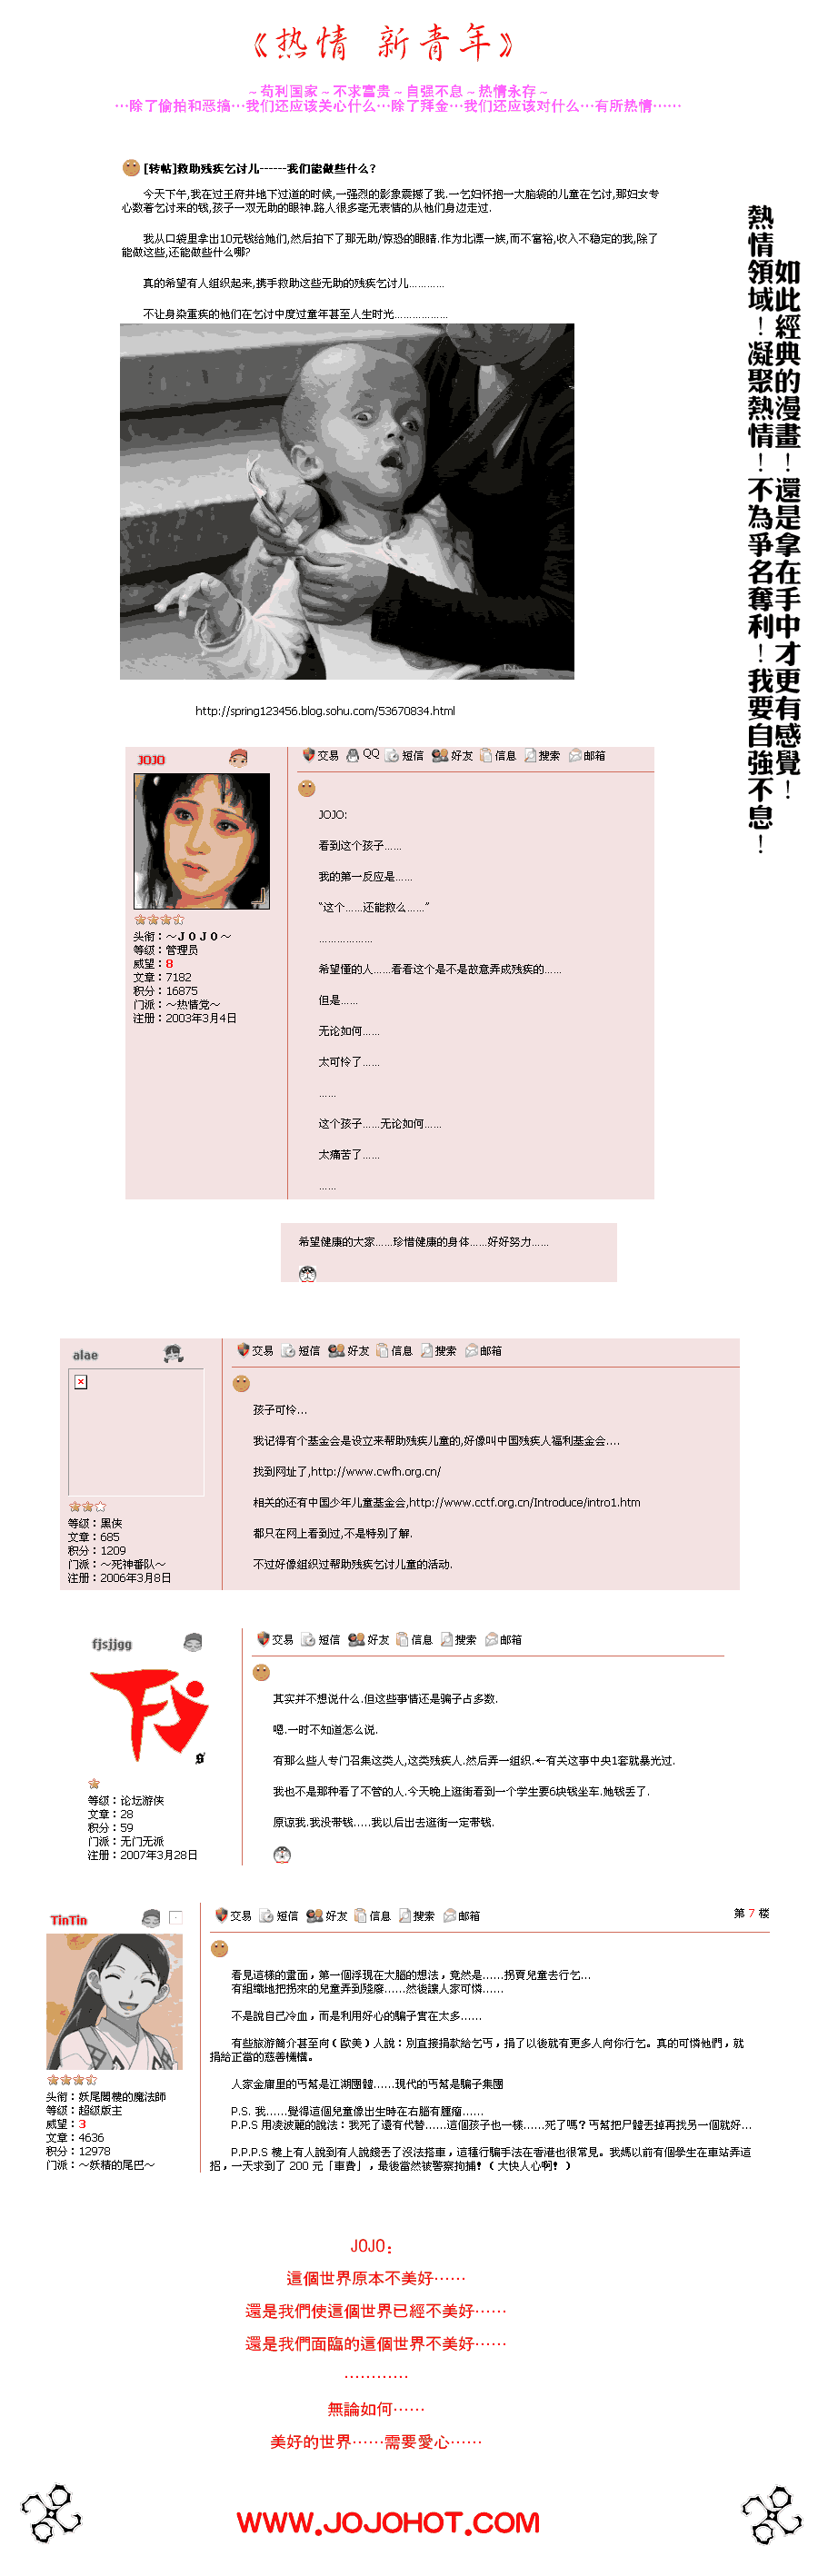 《热情 新青年》
～苟利国家～不求富贵～自强不息～热情永存～
…除了偷拍和恶搞…我们还应该关心什么…除了拜金…我们还应该对什么…有所热情……
如此經典的漫畫！還是拿在手中才更有感覺！
熱情領域！凝聚熱情！不為爭名奪利！我要自強不息！
[转帖]救助残疾乞讨儿------我们能做些什么?
今天下午,我在过王府井地下过道的时候,一强烈的影象震撼了我.一乞妇怀抱一大脑袋的儿童在乞讨,那妇女专
心数着乞讨来的钱,孩子一双无助的眼神.路人很多毫无表情的从他们身边走过.
我从口袋里拿出10元钱给她们,然后拍下了那无助/惊恐的眼睛.作为北漂一族,而不富裕,收入不稳定的我,除了
能做这些,还能做些什么哪?
真的希望有人组织起来,携手救助这些无助的残疾乞讨儿............
不让身染重疾的他们在乞讨中度过童年甚至人生时光..................
http://spring123456.blog.sohu.com/53670834.html
JOJO
交易 QQ 短信 好友 信息 搜索 邮箱
头衔：～ＪＯＪＯ～
等级：管理员
威望：8
文章：7182
积分：16875
门派：～热情党～
注册：2003年3月4日
JOJO:
看到这个孩子……
我的第一反应是……
“这个……还能救么……”
………………
希望懂的人……看看这个是不是故意弄成残疾的……
但是……
无论如何……
太可怜了……
……
这个孩子……无论如何……
太痛苦了……
……
希望健康的大家……珍惜健康的身体……好好努力……
alae
交易 短信 好友 信息 搜索 邮箱
等级：黑侠
文章：685
积分：1209
门派：～死神番队～
注册：2006年3月8日
孩子可怜...
我记得有个基金会是设立来帮助残疾儿童的,好像叫中国残疾人福利基金会....
找到网址了,http://www.cwfh.org.cn/
相关的还有中国少年儿童基金会,http://www.cctf.org.cn/Introduce/intro1.htm
都只在网上看到过,不是特别了解.
不过好像组织过帮助残疾乞讨儿童的活动.
fjsjjgg
交易 短信 好友 信息 搜索 邮箱
等级：论坛游侠
文章：28
积分：59
门派：无门无派
注册：2007年3月28日
其实并不想说什么.但这些事情还是骗子占多数.
嗯.一时不知道怎么说.
有那么些人专门召集这类人,这类残疾人.然后弄一组织.←有关这事中央1套就暴光过.
我也不是那种看了不管的人.今天晚上逛街看到一个学生要6块钱坐车.她钱丢了.
原谅我.我没带钱.....我以后出去逛街一定带钱.
TinTin
交易 短信 好友 信息 搜索 邮箱
第 7 楼
头衔：妖尾閣樓的魔法師
等级：超级版主
威望：3
文章：4636
积分：12978
门派：～妖精的尾巴～
看見這樣的畫面，第一個浮現在大腦的想法，竟然是......拐賣兒童去行乞...
有組織地把拐來的兒童弄到殘廢......然後讓人家可憐......
不是說自己冷血，而是利用好心的騙子實在太多......
有些旅游簡介甚至向（歐美）人說：別直接捐款給乞丐，捐了以後就有更多人向你行乞。真的可憐他們，就
捐給正當的慈善機構。
人家金庸里的丐幫是江湖團體......現代的丐幫是騙子集團
P.S. 我......覺得這個兒童像出生時在右腦有腫瘤......
P.P.S 用凌波麗的說法：我死了還有代替......這個孩子也一樣......死了嗎？丐幫把尸體丟掉再找另一個就好...
P.P.P.S 樓上有人說到有人說錢丟了沒法搭車，這種行騙手法在香港也很常見。我媽以前有個學生在車站弄這
招，一天求到了 200 元「車費」，最後當然被警察拘捕！（大快人心啊！）
JOJO：
這個世界原本不美好……
還是我們使這個世界已經不美好……
還是我們面臨的這個世界不美好……
…………
無論如何……
美好的世界……需要愛心……
WWW.JOJOHOT.COM